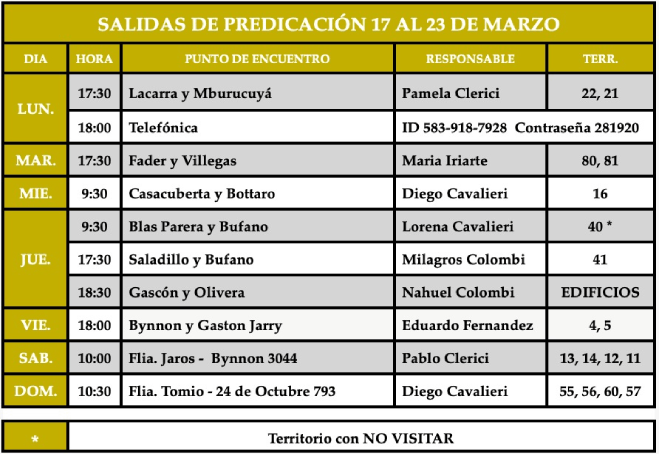 SALIDAS DE PREDICACIÓN 17 AL 23 DE MARZO
DIA HORA PUNTO DE ENCUENTRO RESPONSABLE TERR.
LUN. 17:30 Lacarra y Mburucuyá Pamela Clerici 22, 21
18:00 Telefónica ID 583-918-7928 Contraseña 281920
MAR. 17:30 Fader y Villegas Maria Iriarte 80, 81
MIE. 9:30 Casacuberta y Bottaro Diego Cavalieri 16
JUE. 9:30 Blas Parera y Bufano Lorena Cavalieri 40 *
17:30 Saladillo y Bufano Milagros Colombi 41
18:30 Gascón y Olivera Nahuel Colombi EDIFICIOS
VIE. 18:00 Bynnon y Gaston Jarry Eduardo Fernandez 4, 5
SAB. 10:00 Flia. Jaros - Bynnon 3044 Pablo Clerici 13, 14, 12, 11
DOM. 10:30 Flia. Tomio - 24 de Octubre 793 Diego Cavalieri 55, 56, 60, 57
* Territorio con NO VISITAR